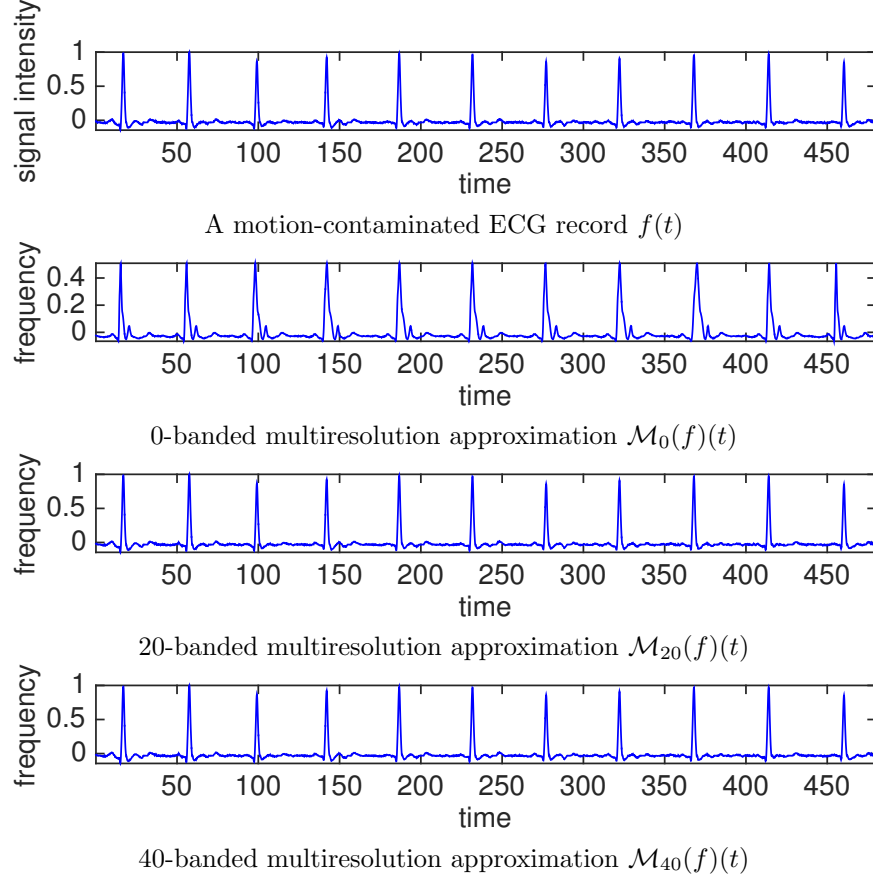 signal intensity
1
0.5
0
50 100 150 200 250 300 350 400 450
time
A motion-contaminated ECG record f(t)
frequency
0.4
0.2
0
50 100 150 200 250 300 350 400 450
time
0-banded multiresolution approximation M₀(f)(t)
frequency
1
0.5
0
50 100 150 200 250 300 350 400 450
time
20-banded multiresolution approximation M₂₀(f)(t)
frequency
1
0.5
0
50 100 150 200 250 300 350 400 450
time
40-banded multiresolution approximation M₄₀(f)(t)